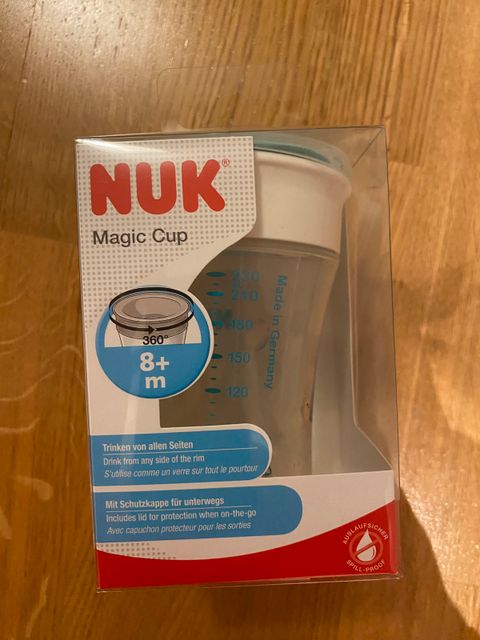 NUK®
Magic Cup
360°
8+
m
230
210
180
150
120
Made in Germany
Trinken von allen Seiten
Drink from any side of the rim
S'utilise comme un verre sur tout le pourtour
Mit Schutzkappe für unterwegs
Includes lid for protection when on-the-go
Avec capuchon protecteur pour les sorties
AUSLAUFSICHER
SPILL-PROOF